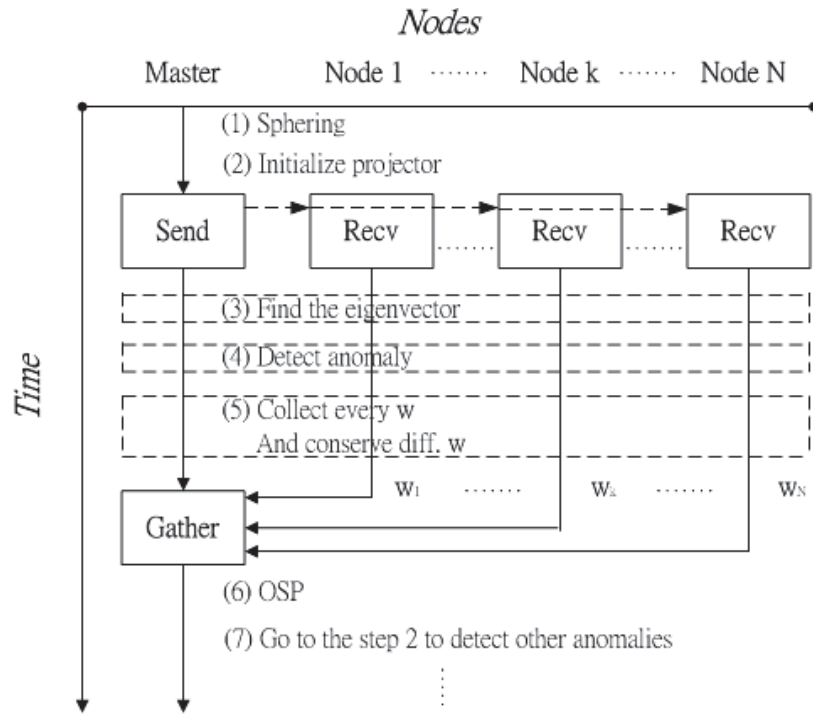 Nodes
Master Node 1 ........ Node k ........ Node N
(1) Sphering
(2) Initialize projector
Send Recv ........ Recv ........ Recv
(3) Find the eigenvector
(4) Detect anomaly
(5) Collect every w
And conserve diff. w
Time
w₁ ........ wₖ ........ w_N
Gather
(6) OSP
(7) Go to the step 2 to detect other anomalies